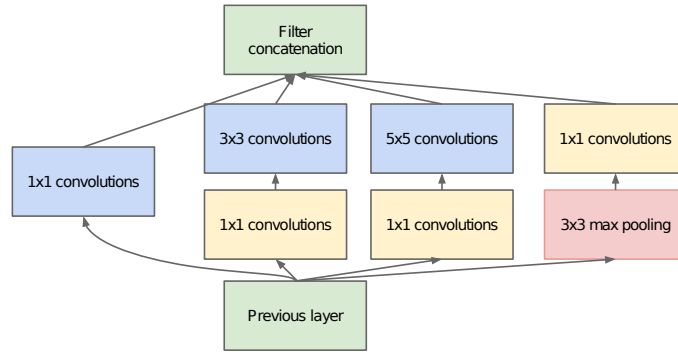 Filter
concatenation
3x3 convolutions
5x5 convolutions
1x1 convolutions
1x1 convolutions
1x1 convolutions
1x1 convolutions
3x3 max pooling
Previous layer